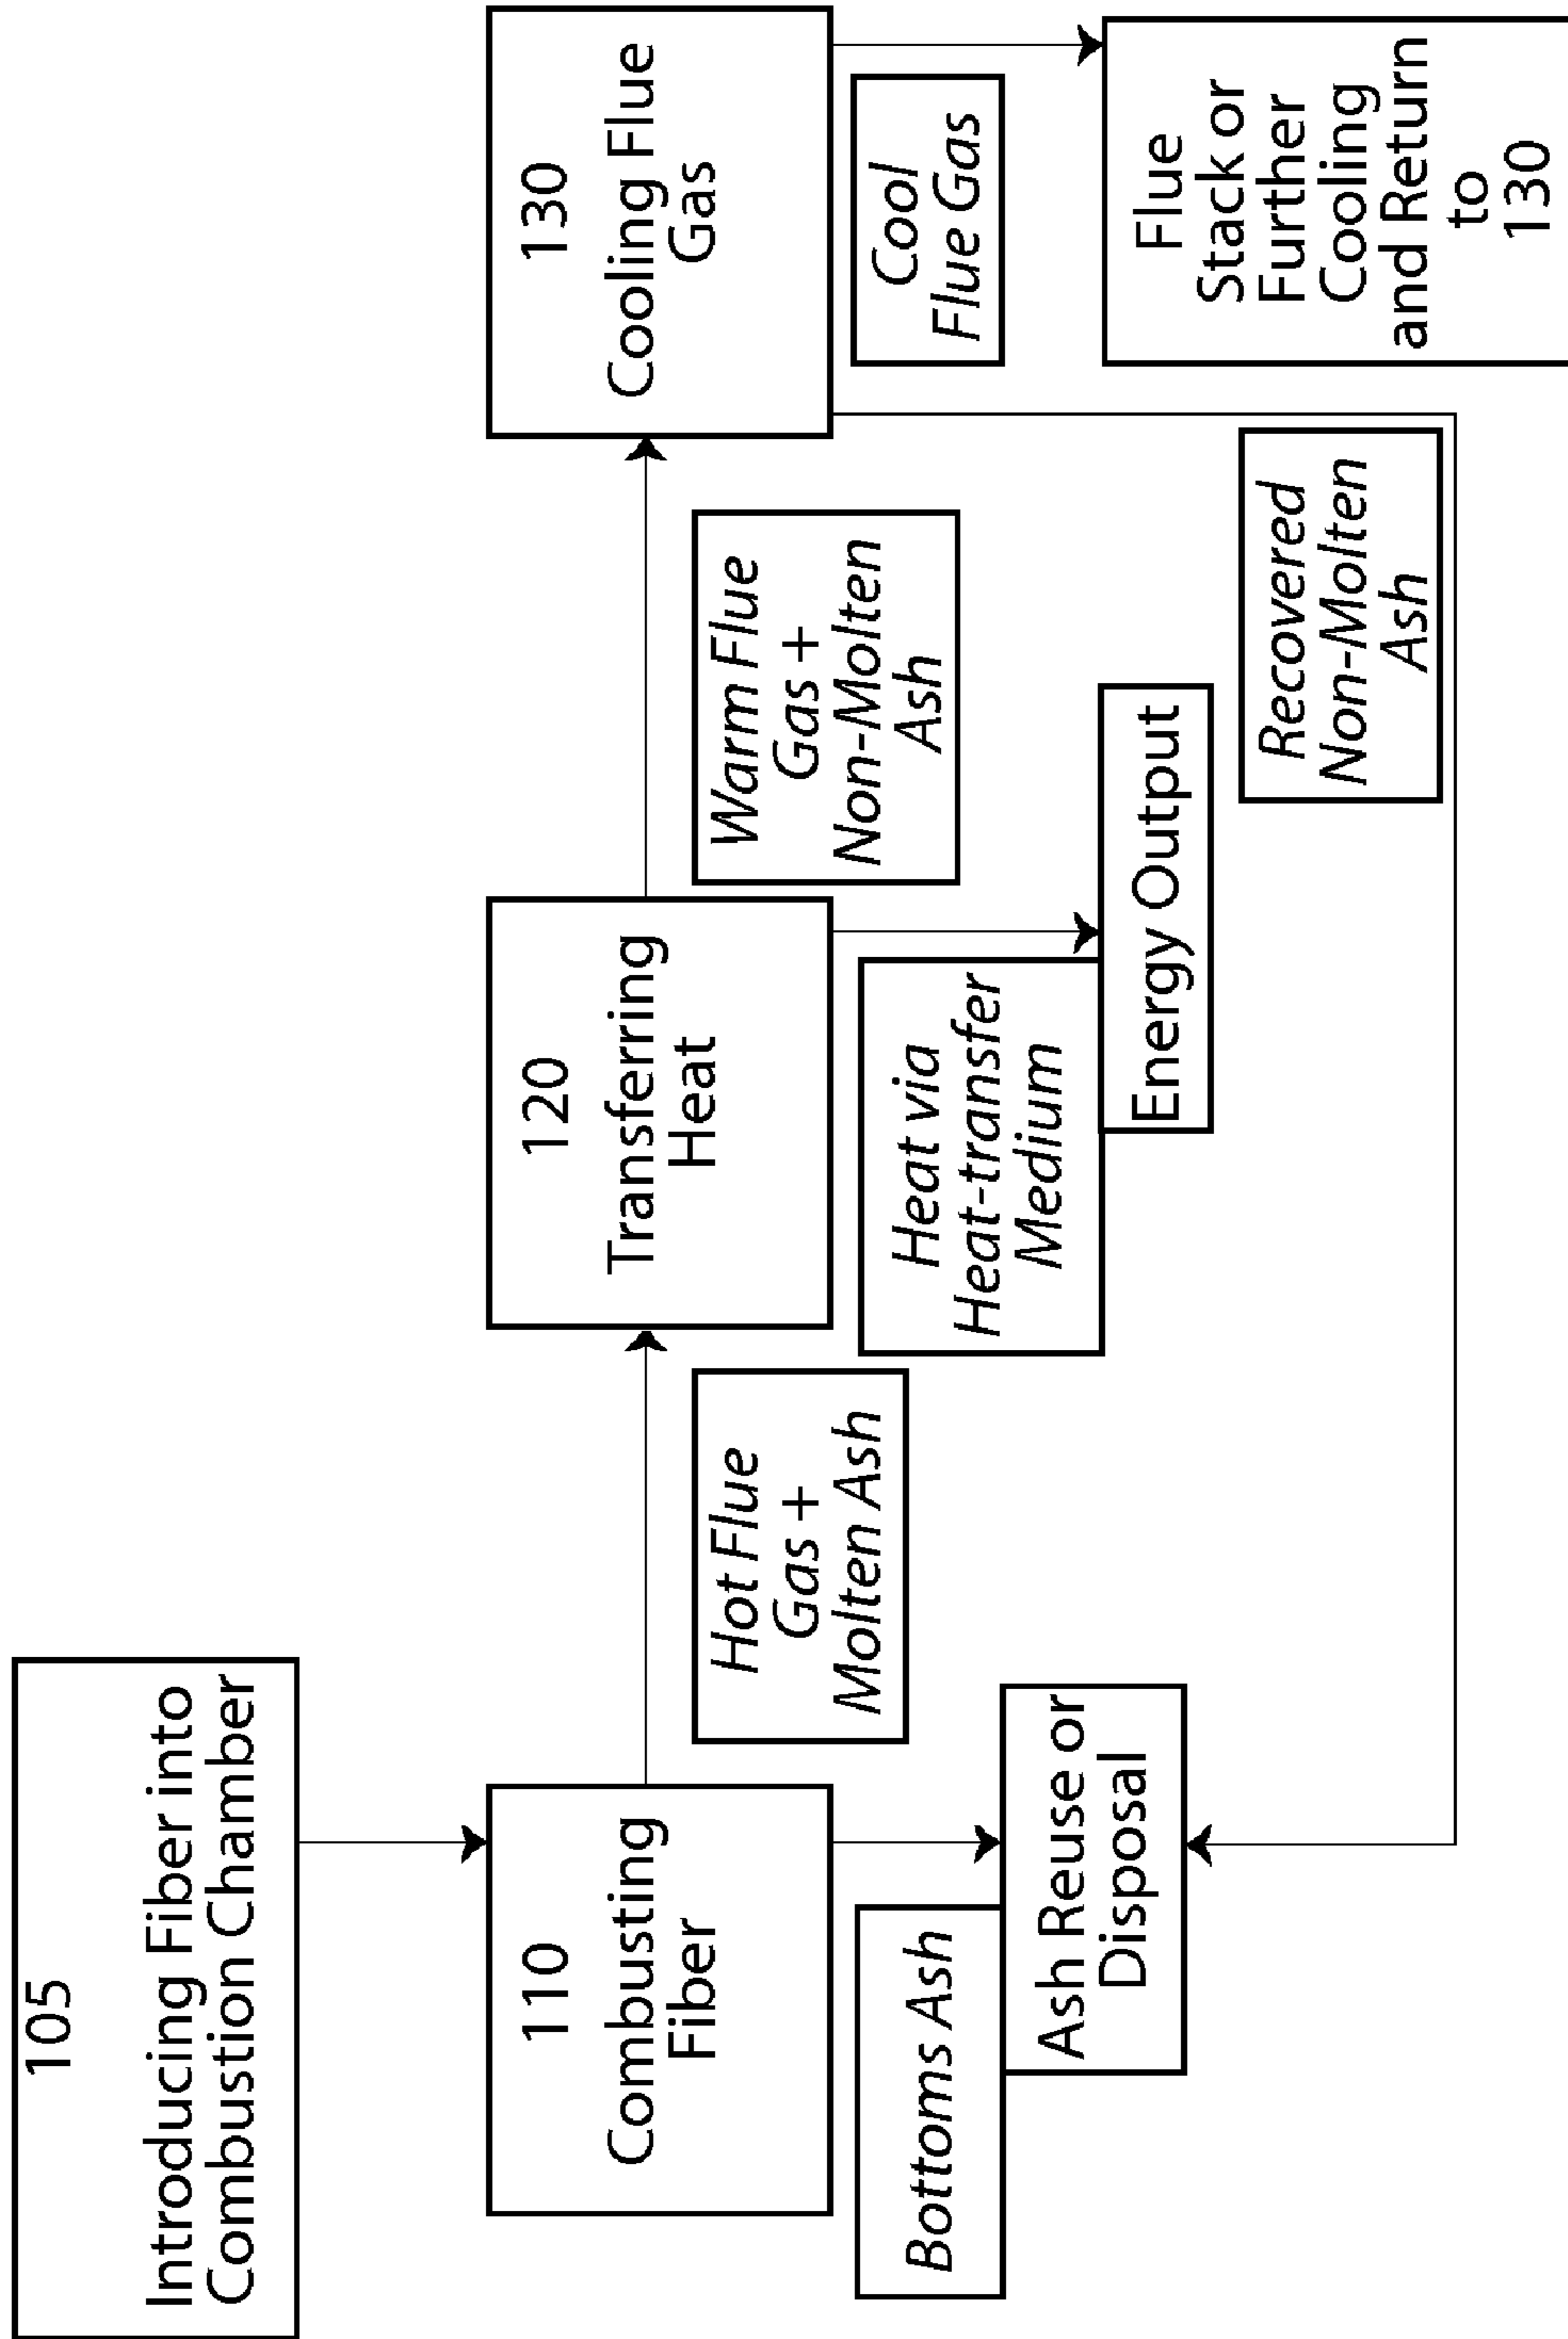 105
Introducing Fiber into
Combustion Chamber
110
Combusting
Fiber
Hot Flue
Gas +
Molten Ash
120
Transferring
Heat
Warm Flue
Gas +
Non-Molten
Ash
130
Cooling Flue
Gas
Bottoms Ash
Ash Reuse or
Disposal
Heat via
Heat-transfer
Medium
Energy Output
Cool
Flue Gas
Flue
Stack or
Further
Cooling
and Return
to
130
Recovered
Non-Molten
Ash